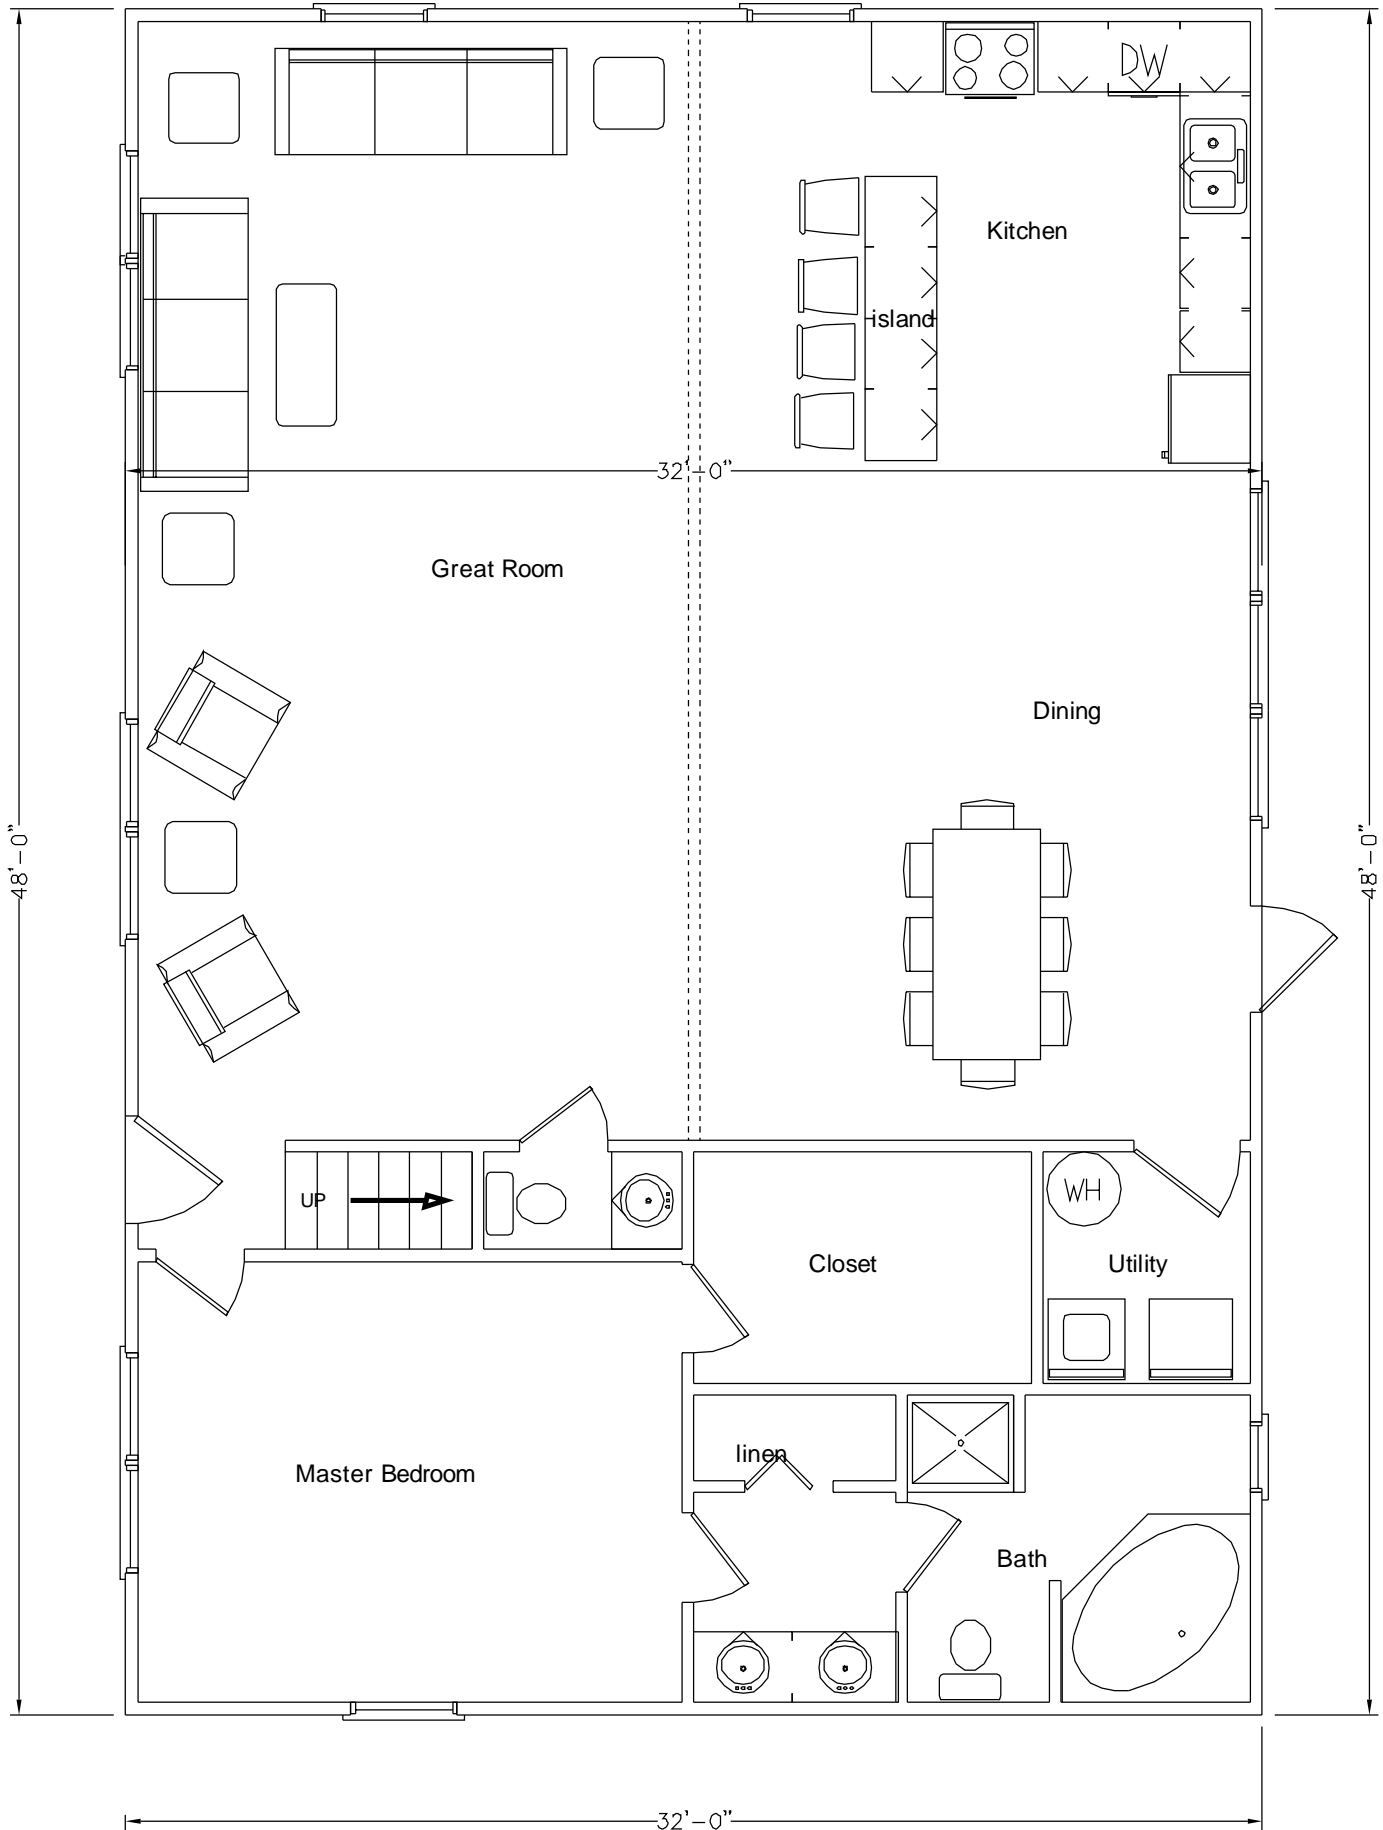 DW
Kitchen
island
32'-0"
Great Room
Dining
48'-0"
48'-0"
UP
WH
Closet
Utility
linen
Master Bedroom
Bath
32'-0"